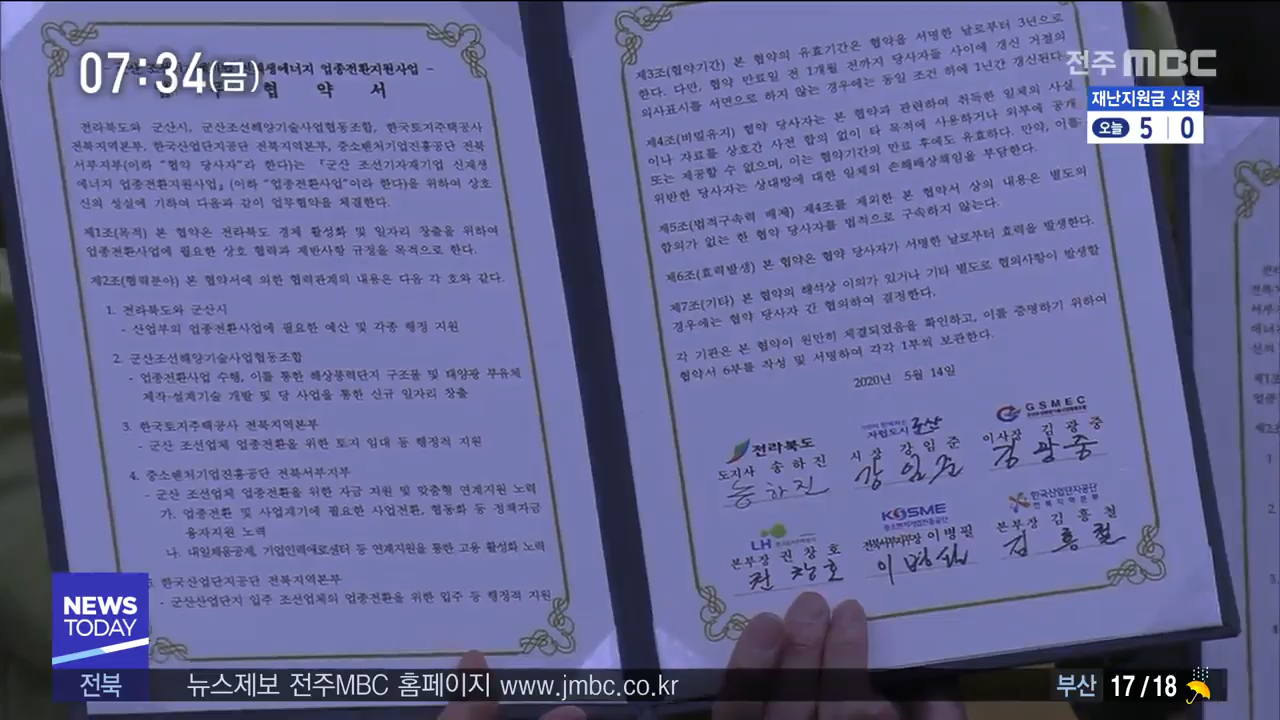 07:34(금)
전주 MBC
재난지원금 신청
오늘 5 0
생에너지 업종전환지원사업 -
협 약 서
전라북도와 군산시, 군산조선해양기술사업협동조합, 한국토지주택공사
전북지역본부, 한국산업단지공단 전북지역본부, 중소벤처기업진흥공단 전북
서부지부(이하 "협약 당사자"라 한다)는 『군산 조선기자재기업 신재생
에너지 업종전환지원사업』(이하 "업종전환사업"이라 한다)을 위하여 상호
신의 성실에 기하여 다음과 같이 업무협약을 체결한다.
제1조(목적) 본 협약은 전라북도 경제 활성화 및 일자리 창출을 위하여
업종전환사업에 필요한 상호 협력과 제반사항 규정을 목적으로 한다.
제2조(협력분야) 본 협약서에 의한 협력관계의 내용은 다음 각 호와 같다.
1. 전라북도와 군산시
- 산업부의 업종전환사업에 필요한 예산 및 각종 행정 지원
2. 군산조선해양기술사업협동조합
- 업종전환사업 수행, 이를 통한 해상풍력단지 구조물 및 태양광 부유체
제작·설계기술 개발 및 당 사업을 통한 신규 일자리 창출
3. 한국토지주택공사 전북지역본부
- 군산 조선업체 업종전환을 위한 토지 임대 등 행정적 지원
4. 중소벤처기업진흥공단 전북서부지부
- 군산 조선업체 업종전환을 위한 자금 지원 및 맞춤형 연계지원 노력
가. 업종전환 및 사업재기에 필요한 사업전환, 협동화 등 정책자금
융자지원 노력
나. 내일채움공제, 기업인력애로센터 등 연계지원을 통한 고용 활성화 노력
한국산업단지공단 전북지역본부
- 군산산업단지 입주 조선업체의 업종전환을 위한 입주 등 행정적 지원
제3조(협약기간) 본 협약의 유효기간은 협약을 서명한 날로부터 3년으로
한다. 다만, 협약 만료일 전 1개월 전까지 당사자들 사이에 갱신 거절의
의사표시를 서면으로 하지 않는 경우에는 동일 조건 하에 1년간 갱신된다.
제4조(비밀유지) 협약 당사자는 본 협약과 관련하여 취득한 일체의 사실
이나 자료를 상호간 사전 합의 없이 타 목적에 사용하거나 외부에 공개
또는 제공할 수 없으며, 이는 협약기간의 만료 후에도 유효하다. 만약, 이를
위반한 당사자는 상대방에 대한 일체의 손해배상책임을 부담한다.
제5조(법적구속력 배제) 제4조를 제외한 본 협약서 상의 내용은 별도의
합의가 없는 한 협약 당사자를 법적으로 구속하지는 않는다.
제6조(효력발생) 본 협약은 협약 당사자가 서명한 날로부터 효력을 발생한다.
제7조(기타) 본 협약의 해석상 이의가 있거나 기타 별도로 협의사항이 발생할
경우에는 협약 당사자 간 협의하여 결정한다.
각 기관은 본 협약이 원만히 체결되었음을 확인하고, 이를 증명하기 위하여
협약서 6부를 작성 및 서명하여 각각 1부씩 보관한다.
2020년 5월 14일
전라북도
도지사 송하진
송하진
자립도시 군산
시장 강임준
강임준
GSMEC
이사장 김광중
김광중
LH
본부장 권창호
권창호
KOSME
중소벤처기업진흥공단
전북서부지부장 이병필
이병필
한국산업단지공단
전북지역본부
본부장 김흥철
김흥철
NEWS
TODAY
전북
뉴스제보 전주MBC 홈페이지 www.jmbc.co.kr
부산 17 / 18